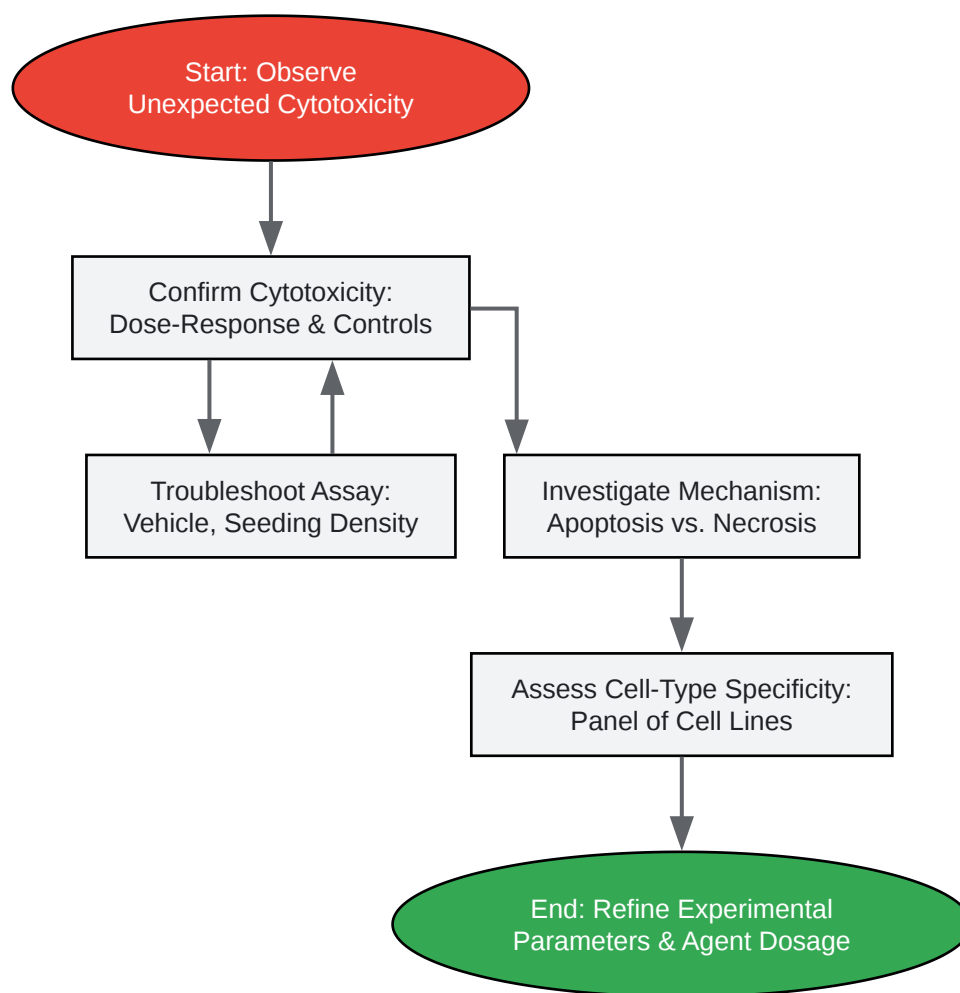 Start: Observe
Unexpected Cytotoxicity
Confirm Cytotoxicity:
Dose-Response & Controls
Troubleshoot Assay:
Vehicle, Seeding Density
Investigate Mechanism:
Apoptosis vs. Necrosis
Assess Cell-Type Specificity:
Panel of Cell Lines
End: Refine Experimental
Parameters & Agent Dosage